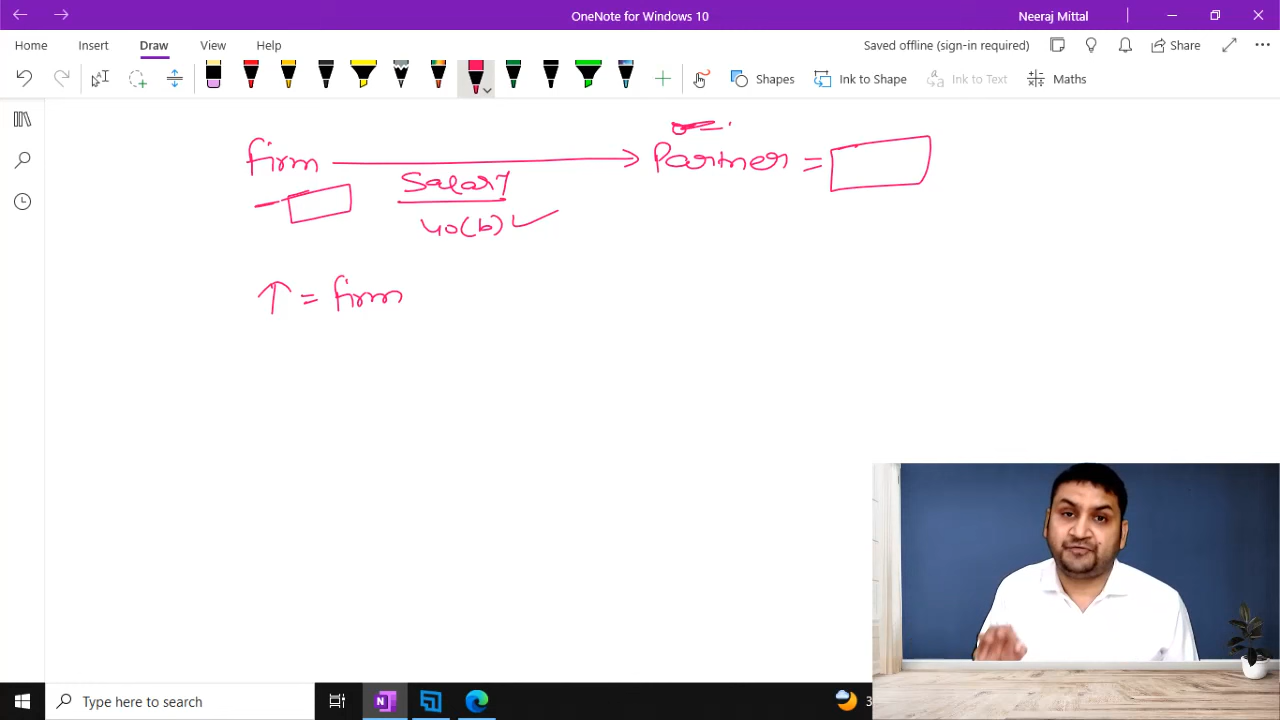 OneNote for Windows 10
Neeraj Mittal
Home Insert Draw View Help
Saved offline (sign-in required)
Share
Shapes
Ink to Shape
Ink to Text
Maths
firm
Partner =
Salary
40(b) ✓
↑ = firm
Type here to search
3